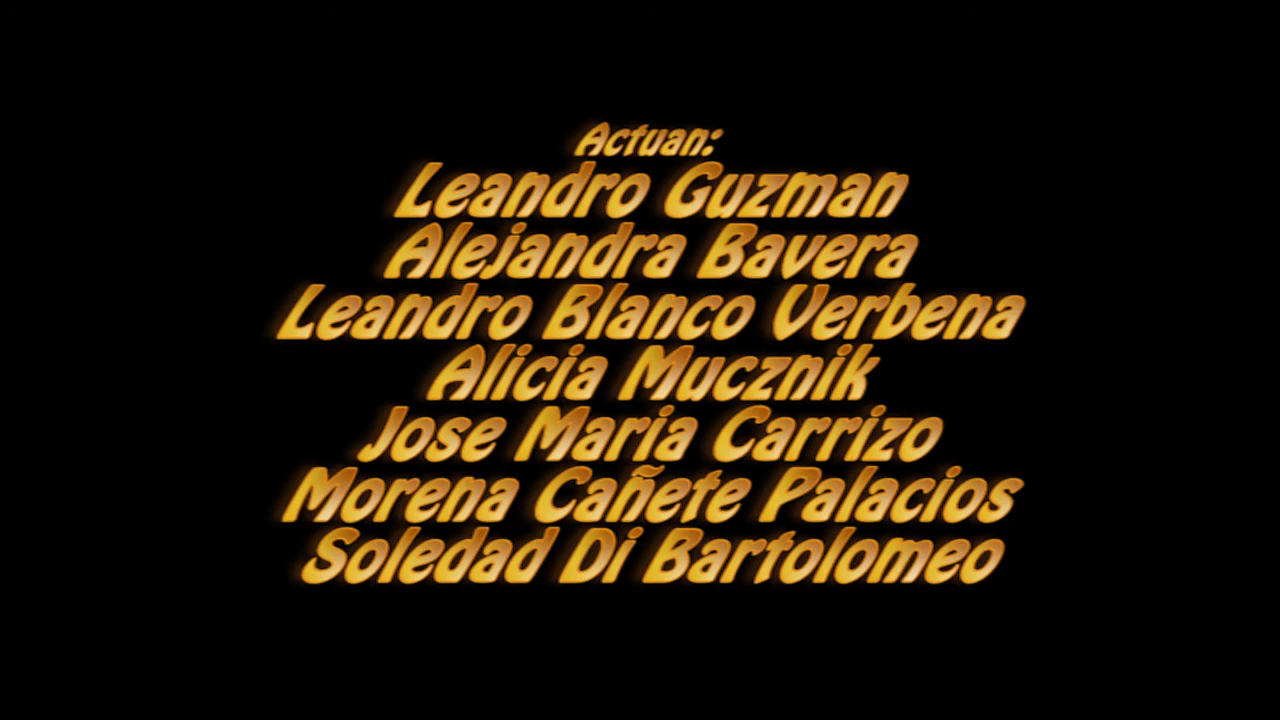 Actuan:
Leandro Guzman
Alejandra Bavera
Leandro Blanco Verbena
Alicia Mucznik
Jose Maria Carrizo
Morena Cañete Palacios
Soledad Di Bartolomeo